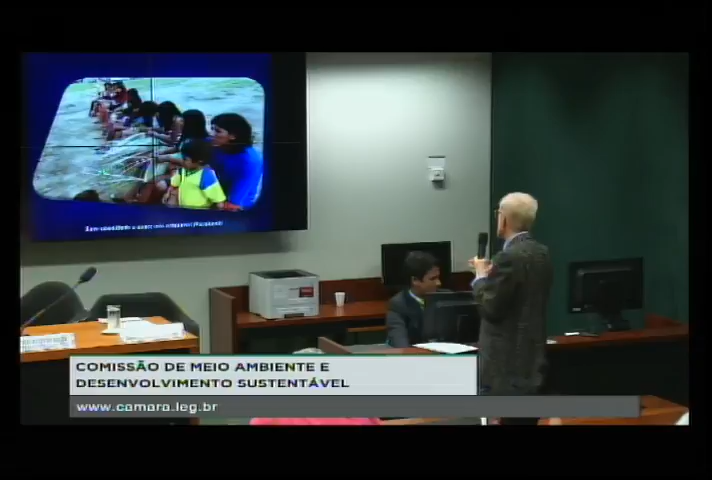 COMISSÃO DE MEIO AMBIENTE E
DESENVOLVIMENTO SUSTENTÁVEL
www.camara.leg.br